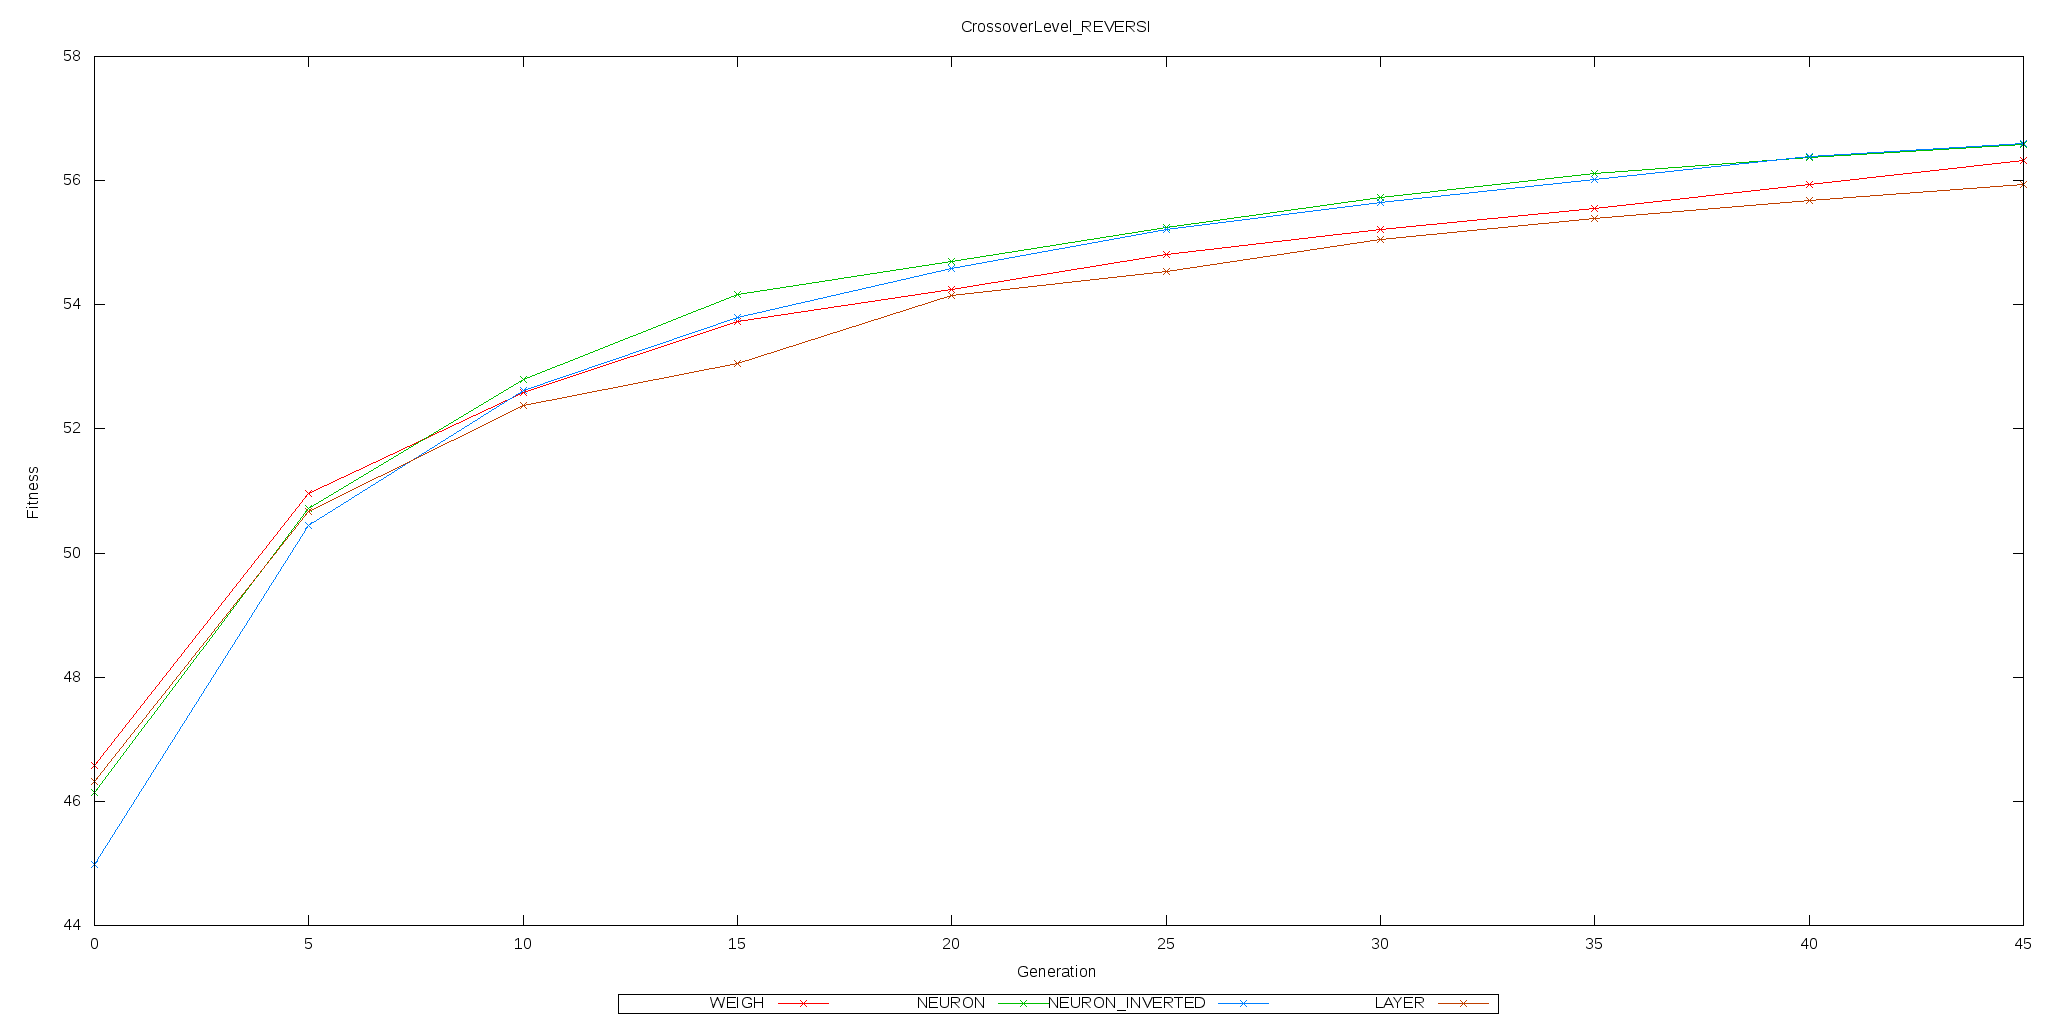 CrossoverLevel_REVERSI
58
56
54
52
50
48
46
44
Fitness
0 5 10 15 20 25 30 35 40 45
Generation
WEIGH NEURON NEURON_INVERTED LAYER